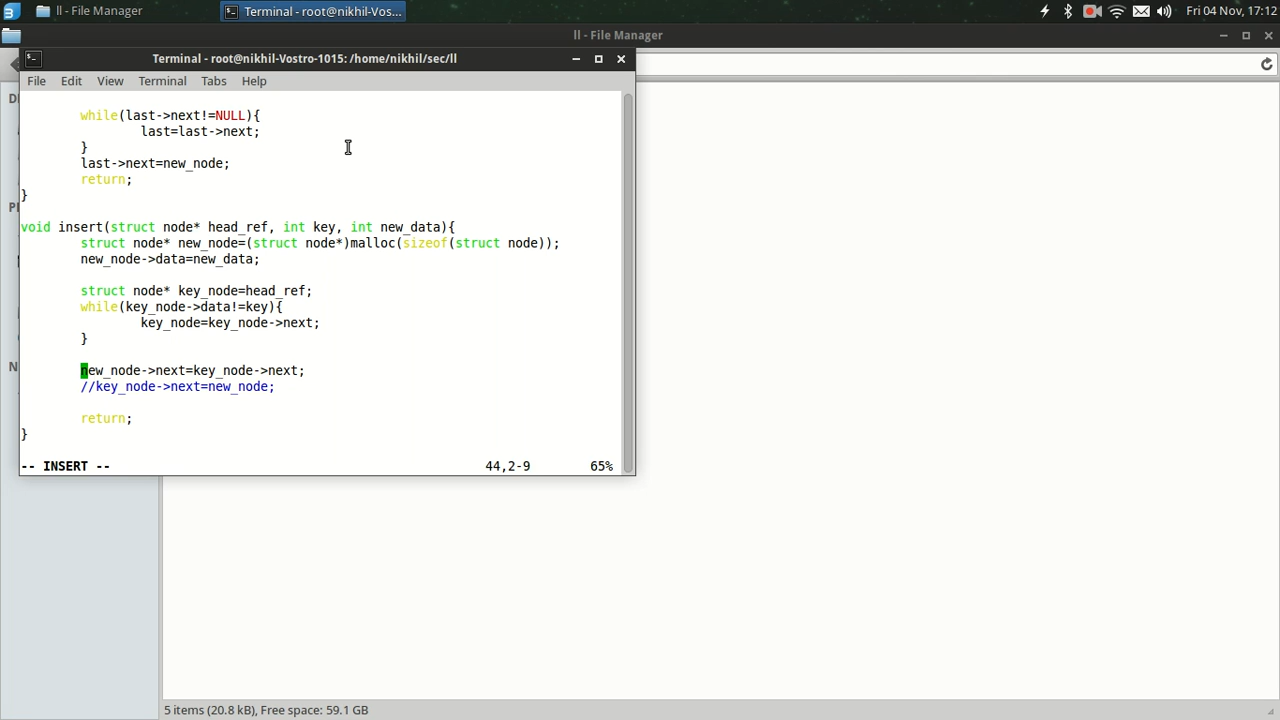 ll - File Manager
Terminal - root@nikhil-Vos...
Fri 04 Nov, 17:12
ll - File Manager
Terminal - root@nikhil-Vostro-1015: /home/nikhil/sec/ll
File Edit View Terminal Tabs Help
while(last->next!=NULL){
last=last->next;
}
last->next=new_node;
return;
}
void insert(struct node* head_ref, int key, int new_data){
struct node* new_node=(struct node*)malloc(sizeof(struct node));
new_node->data=new_data;
struct node* key_node=head_ref;
while(key_node->data!=key){
key_node=key_node->next;
}
new_node->next=key_node->next;
//key_node->next=new_node;
return;
}
-- INSERT -- 44,2-9 65%
5 items (20.8 kB), Free space: 59.1 GB